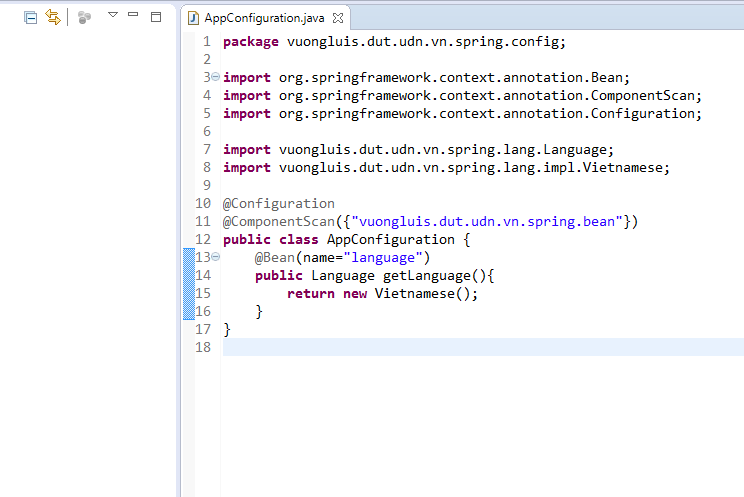 AppConfiguration.java
1 package vuongluis.dut.udn.vn.spring.config;
2
3 import org.springframework.context.annotation.Bean;
4 import org.springframework.context.annotation.ComponentScan;
5 import org.springframework.context.annotation.Configuration;
6
7 import vuongluis.dut.udn.vn.spring.lang.Language;
8 import vuongluis.dut.udn.vn.spring.lang.impl.Vietnamese;
9
10 @Configuration
11 @ComponentScan({"vuongluis.dut.udn.vn.spring.bean"})
12 public class AppConfiguration {
13     @Bean(name="language")
14     public Language getLanguage(){
15         return new Vietnamese();
16     }
17 }
18